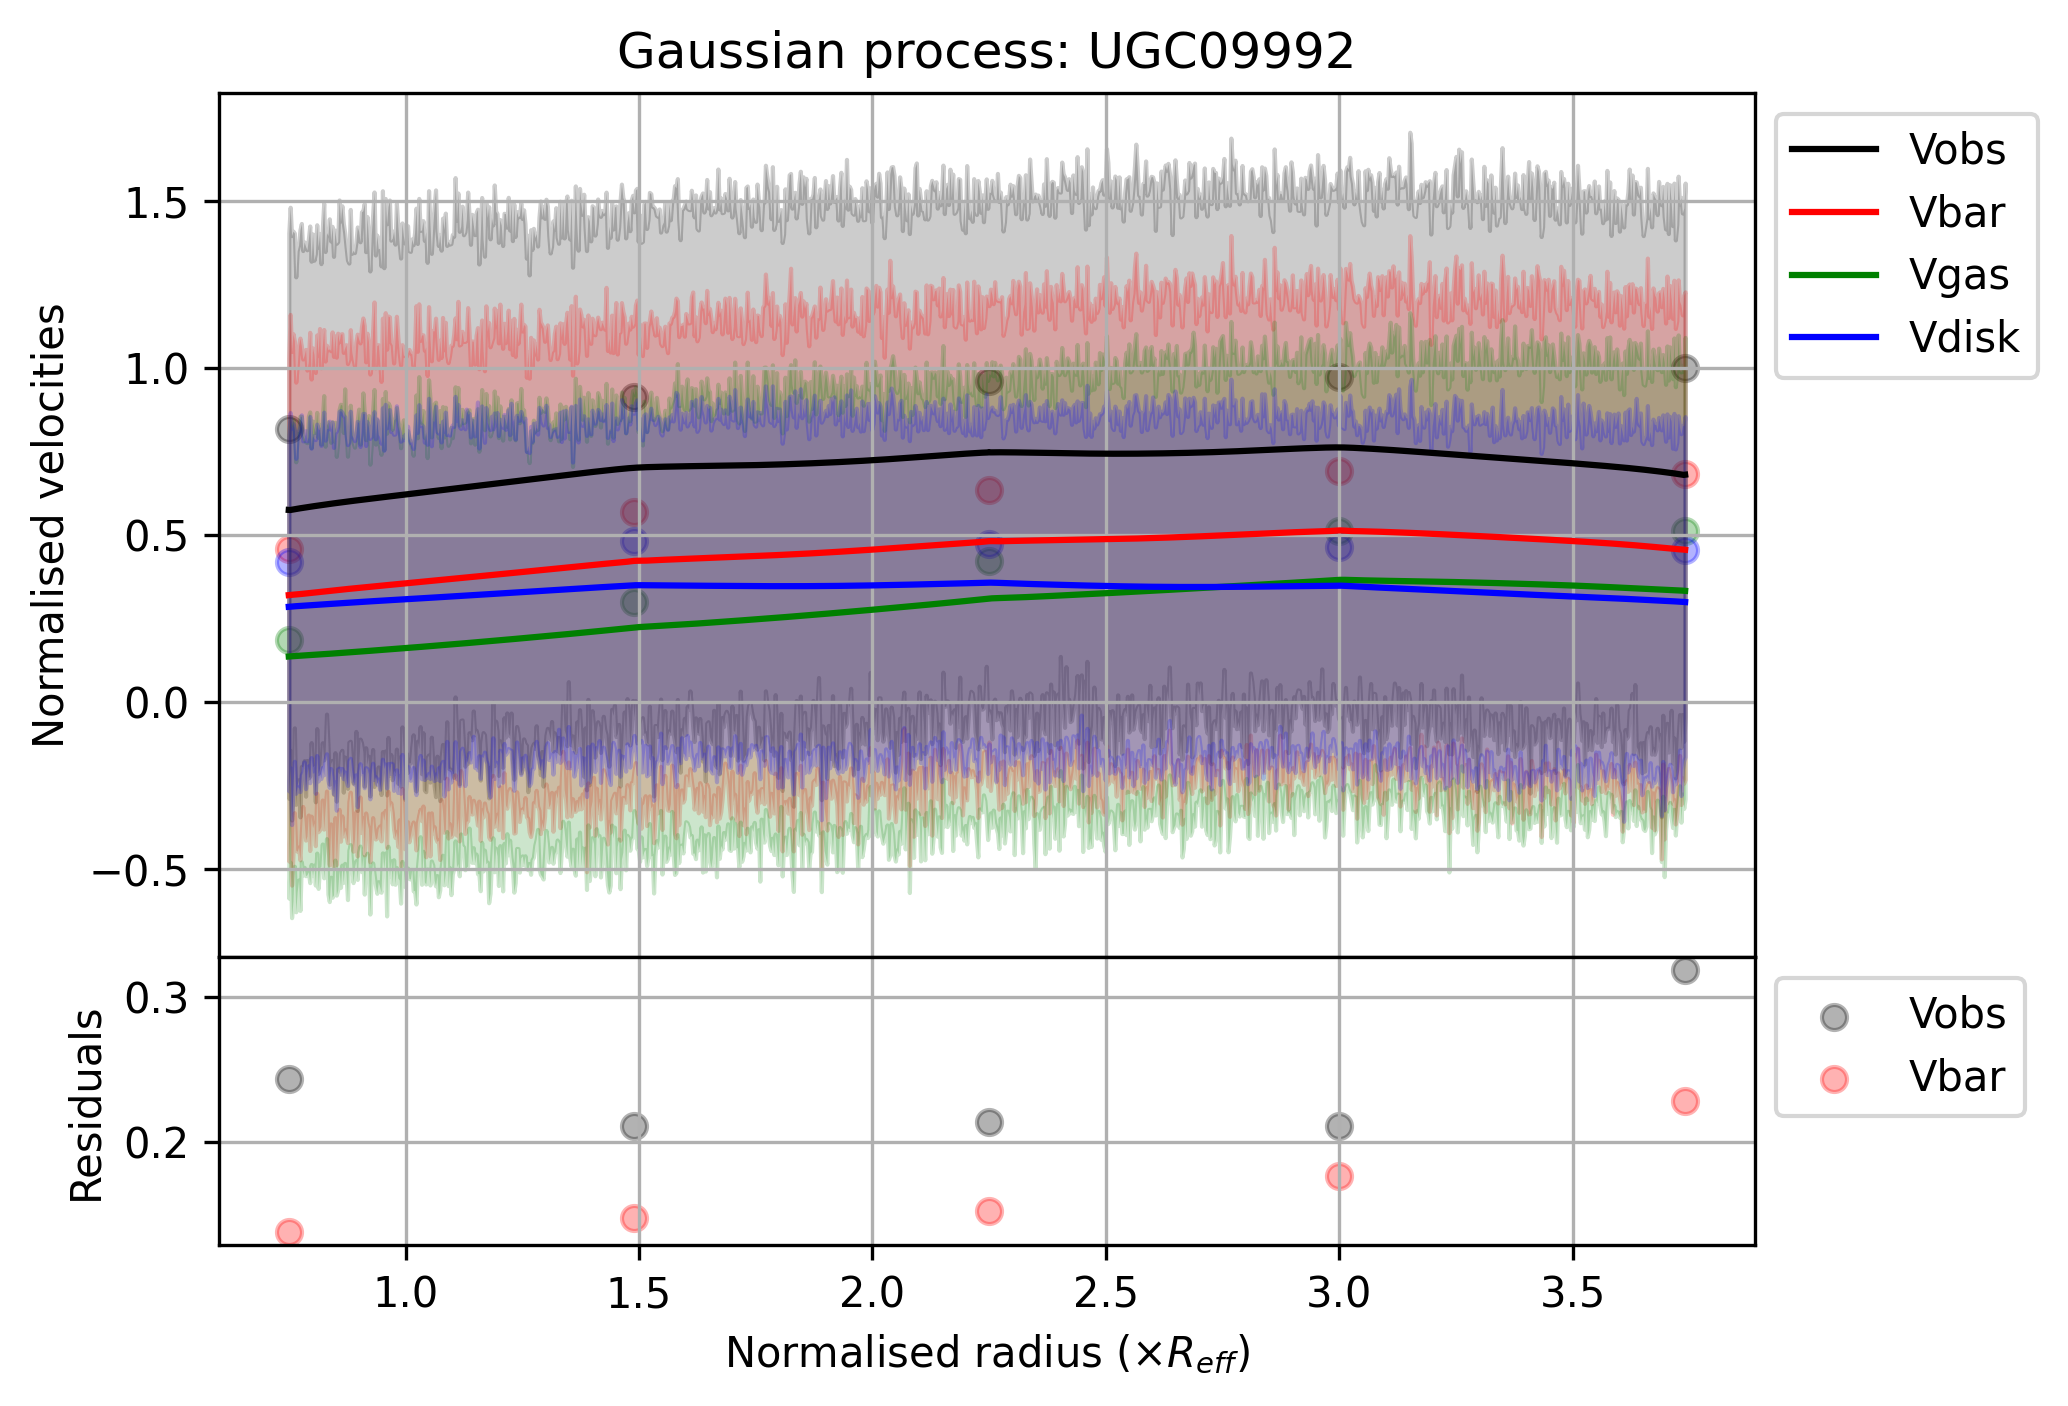 Gaussian process: UGC09992
Normalised velocities
1.5
1.0
0.5
0.0
−0.5
Vobs
Vbar
Vgas
Vdisk
Residuals
0.3
0.2
Vobs
Vbar
1.0 1.5 2.0 2.5 3.0 3.5
Normalised radius (×R_eff)